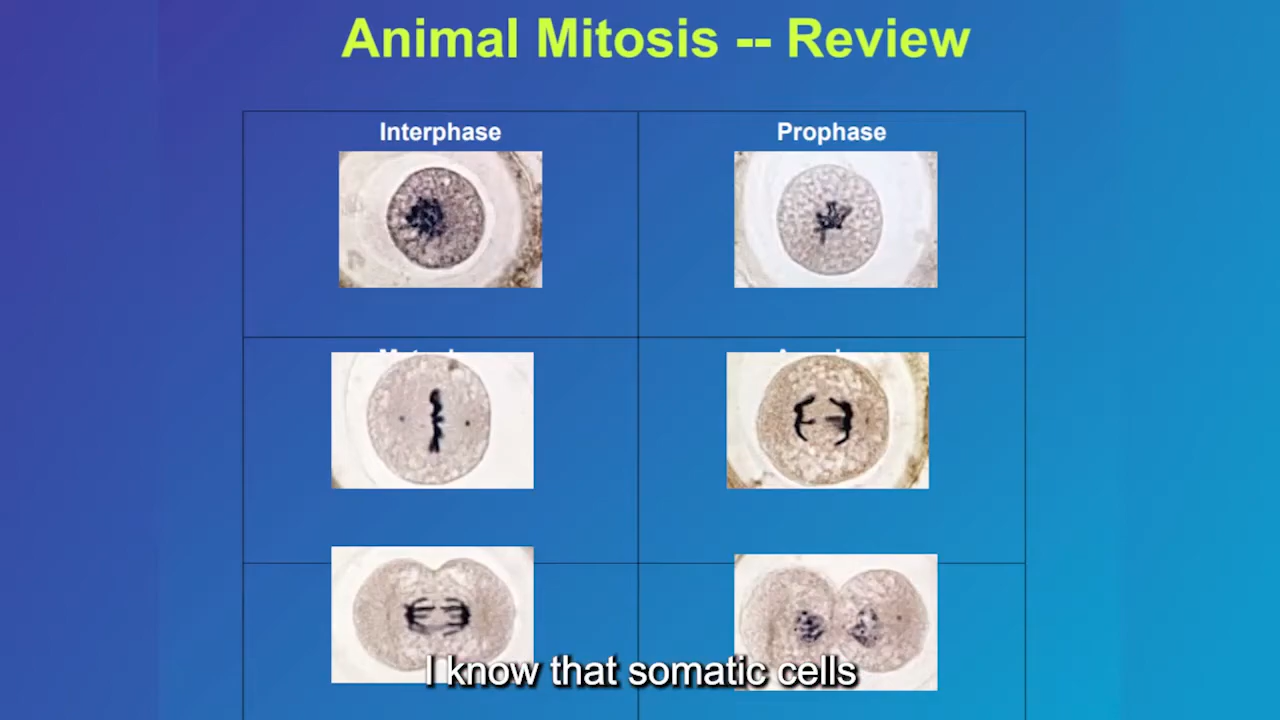 Animal Mitosis -- Review
Interphase
Prophase
I know that somatic cells